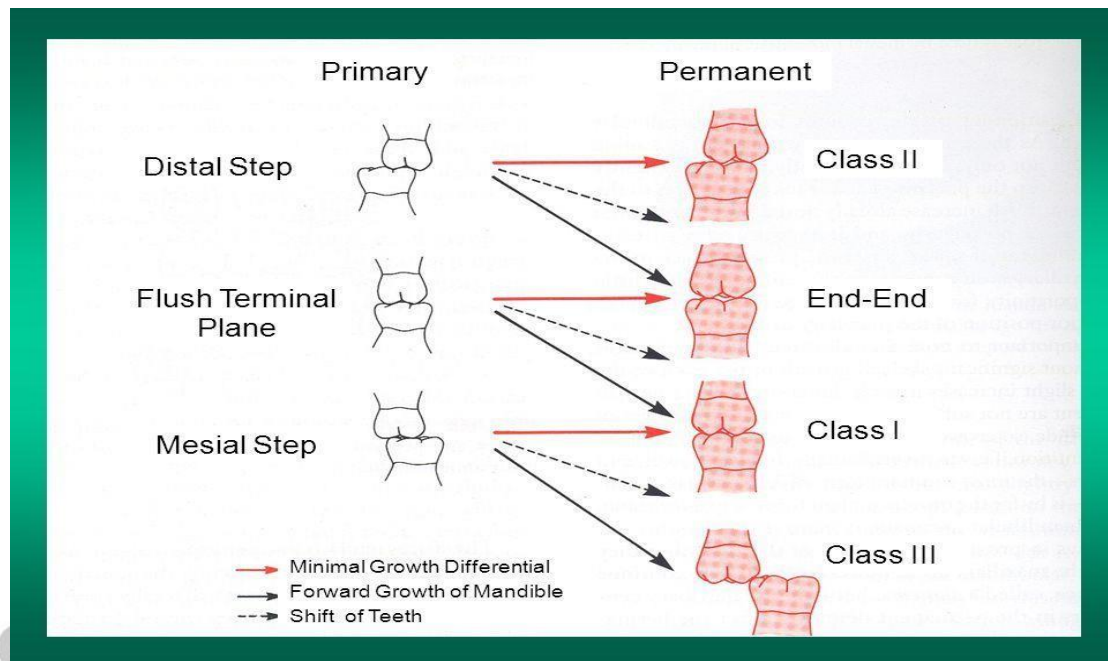 Primary
Permanent
Distal Step
Class II
Flush Terminal
Plane
End-End
Mesial Step
Class I
Class III
Minimal Growth Differential
Forward Growth of Mandible
Shift of Teeth